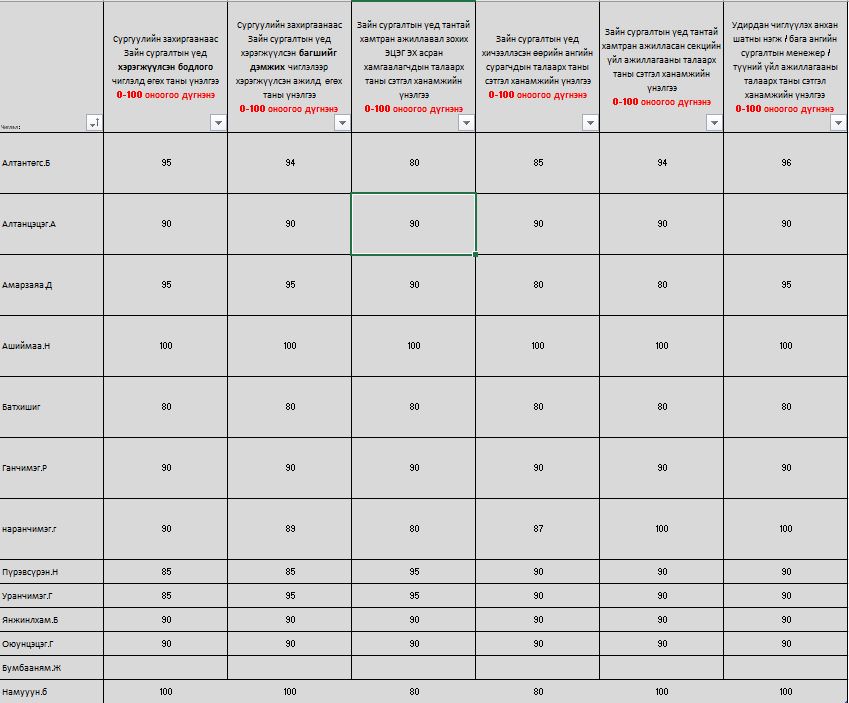 Чиглэл:
Сургуулийн захиргаанаас
Зайн сургалтын үед
хэрэгжүүлсэн бодлого
чиглэлд өгөх таны үнэлгээ
0-100 оноогоо дүгнэнэ
Сургуулийн захиргаанаас
Зайн сургалтын үед
хэрэгжүүлсэн багшийг
дэмжих чиглэлээр
хэрэгжүүлсэн ажилд өгөх
таны үнэлгээ
0-100 оноогоо дүгнэнэ
Зайн сургалтын үед тантай
хамтран ажиллавал зохих
ЭЦЭГ ЭХ асран
хамгаалагчдын талаарх
таны сэтгэл ханамжийн
үнэлгээ
0-100 оноогоо дүгнэнэ
Зайн сургалтын үед
хичээллэсэн өөрийн ангийн
сурагчдын талаарх таны
сэтгэл ханамжийн үнэлгээ
0-100 оноогоо дүгнэнэ
Зайн сургалтын үед тантай
хамтран ажилласан секцийн
үйл ажиллагааны талаарх
таны сэтгэл ханамжийн
үнэлгээ
0-100 оноогоо дүгнэнэ
Удирдан чиглүүлэх анхан
шатны нэгж / бага ангийн
сургалтын менежер /
түүний үйл ажиллагааны
талаарх таны сэтгэл
ханамжийн үнэлгээ
0-100 оноогоо дүгнэнэ
Алтантөгс.Б 95 94 80 85 94 96
Алтанцэцэг.А 90 90 90 90 90 90
Амарзаяа.Д 95 95 90 80 80 95
Ашиймаа.Н 100 100 100 100 100 100
Батхишиг 80 80 80 80 80 80
Ганчимэг.Р 90 90 90 90 90 90
наранчимэг.г 90 89 80 87 100 100
Пүрэвсүрэн.Н 85 85 95 90 90 90
Уранчимэг.Г 85 95 95 90 90 90
Янжинлхам.Б 90 90 90 90 90 90
Оюунцэцэг.Г 90 90 90 90 90 90
Бумбааням.Ж
Намууун.б 100 100 80 80 100 100